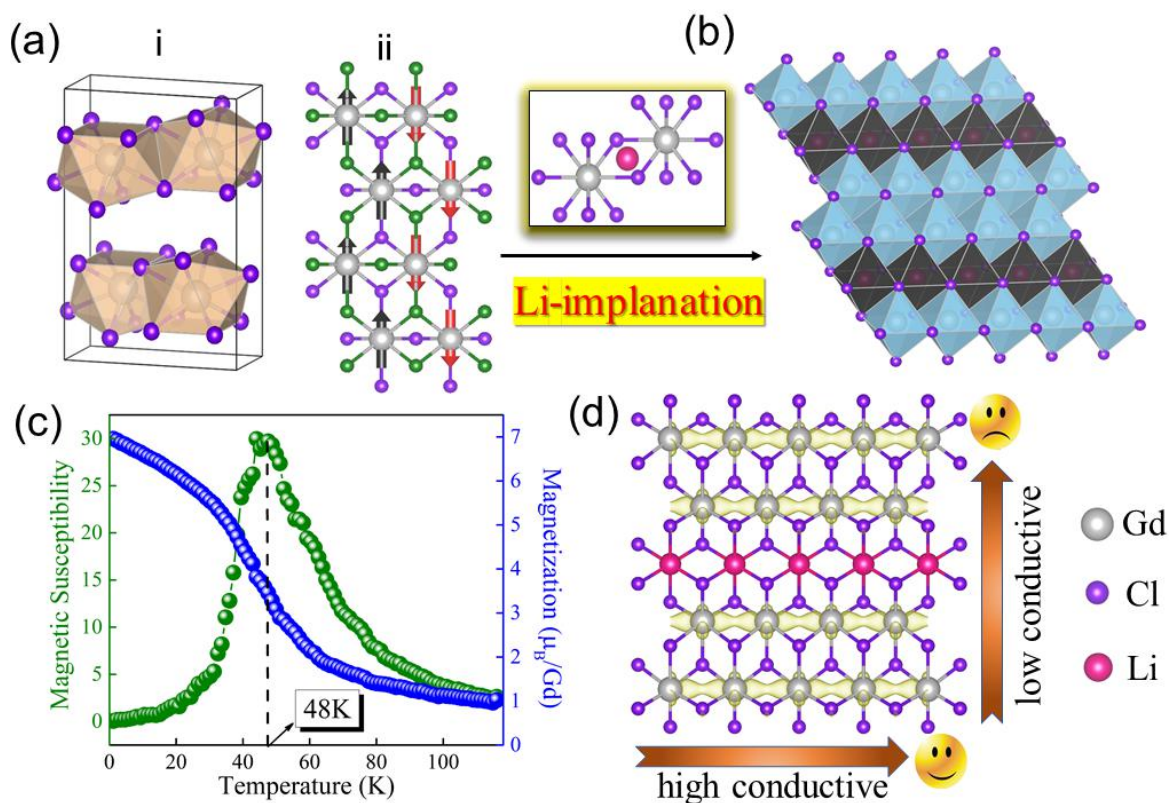 (a)
i
ii
(b)
Li-implanation
(c)
30
25
20
15
10
5
0
Magnetic Susceptibility
7
6
5
4
3
2
1
0
Magnetization (μB/Gd)
48K
0 20 40 60 80 100
Temperature (K)
(d)
low conductive
high conductive
Gd
Cl
Li